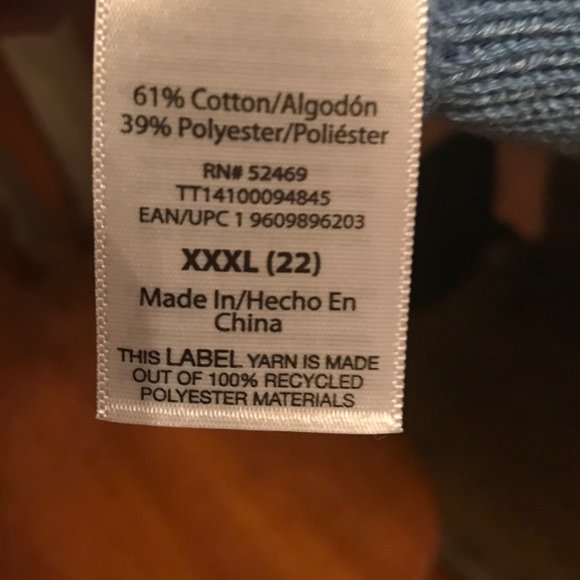 61% Cotton/Algodón
39% Polyester/Poliéster
RN# 52469
TT14100094845
EAN/UPC 1 9609896203
XXXL (22)
Made In/Hecho En
China
THIS LABEL YARN IS MADE
OUT OF 100% RECYCLED
POLYESTER MATERIALS